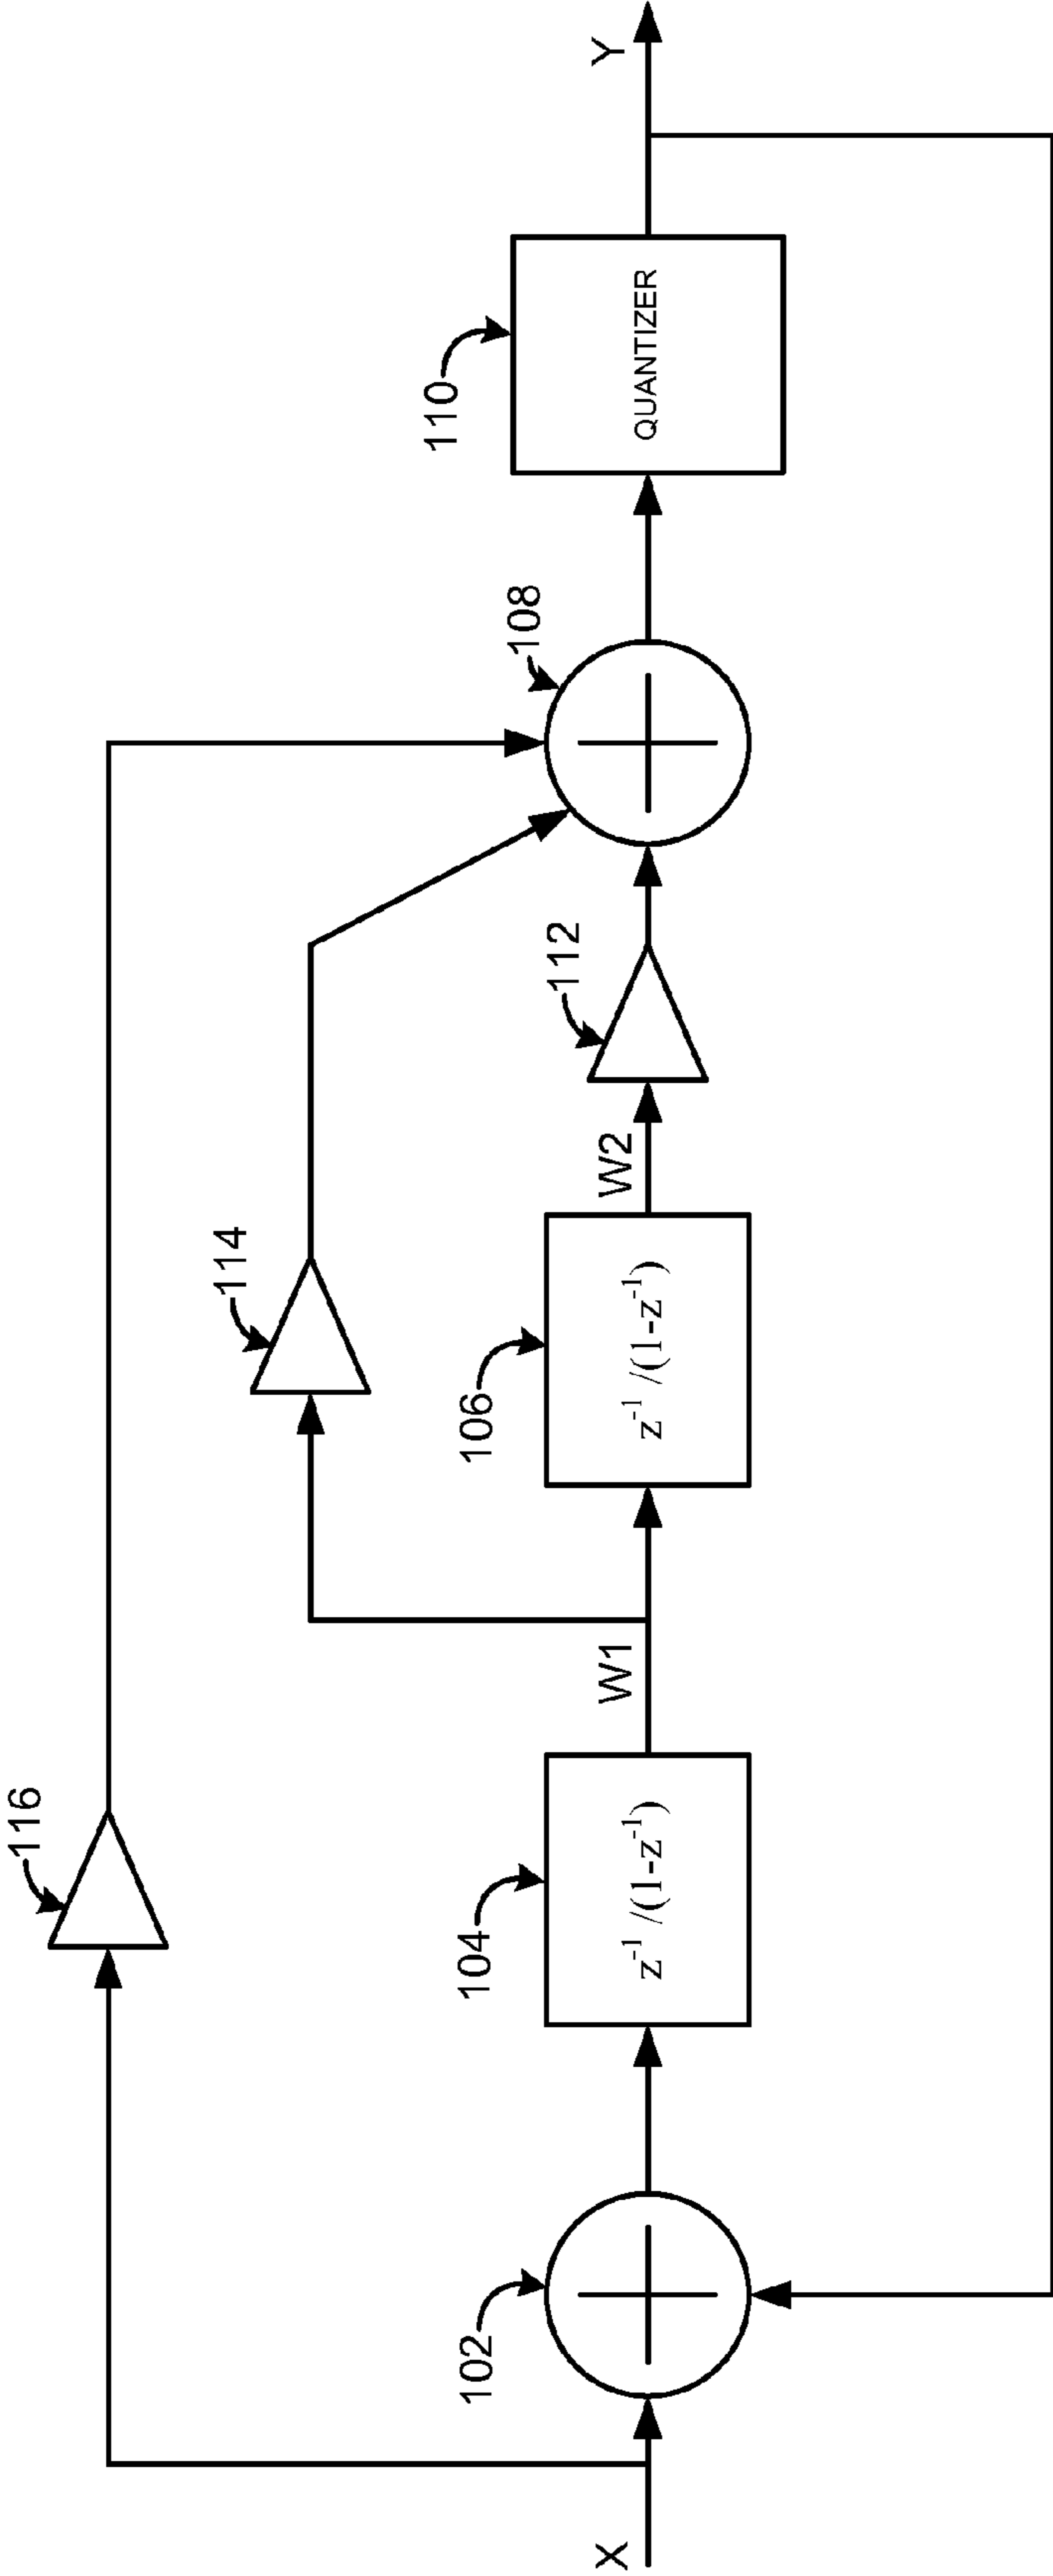 116
114
X
102
104
z⁻¹ /(1-z⁻¹)
W1
106
z⁻¹ /(1-z⁻¹)
W2
112
108
110
QUANTIZER
Y